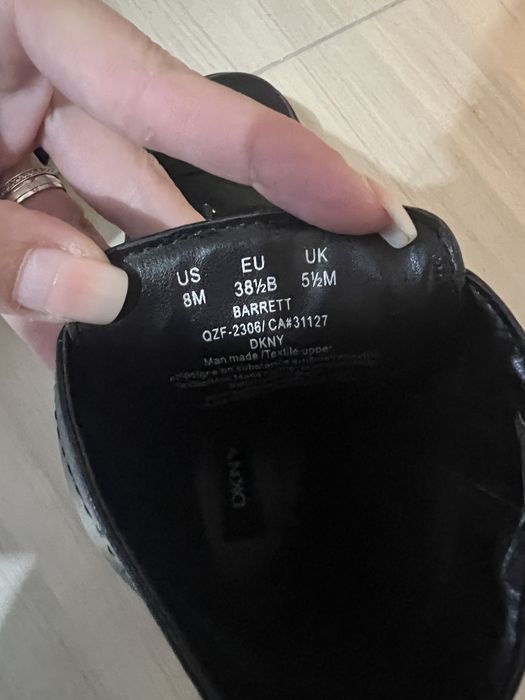 US EU UK
8M 38½B 5½M
BARRETT
QZF-2306/ CA#31127
DKNY
Man made /Textile upper
DKNY